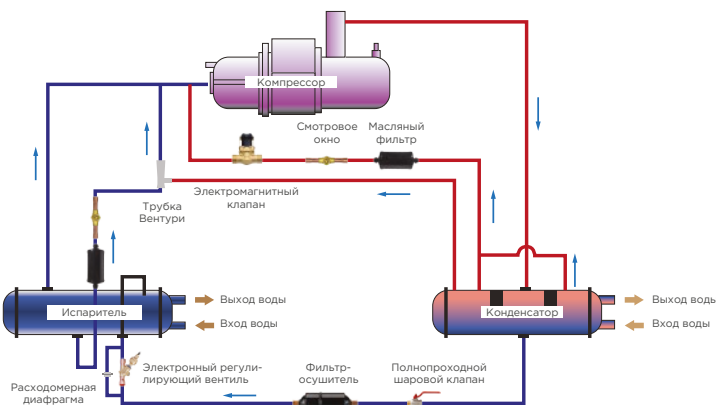 Компрессор
Смотровое
окно
Масляный
фильтр
Электромагнитный
клапан
Трубка
Вентури
Испаритель
Выход воды
Вход воды
Конденсатор
Выход водь
Вход воды
Электронный регули-
лирующий вентиль
Фильтр-
осушитель
Полнопроходной
шаровой клапан
Расходомерная
диафрагма